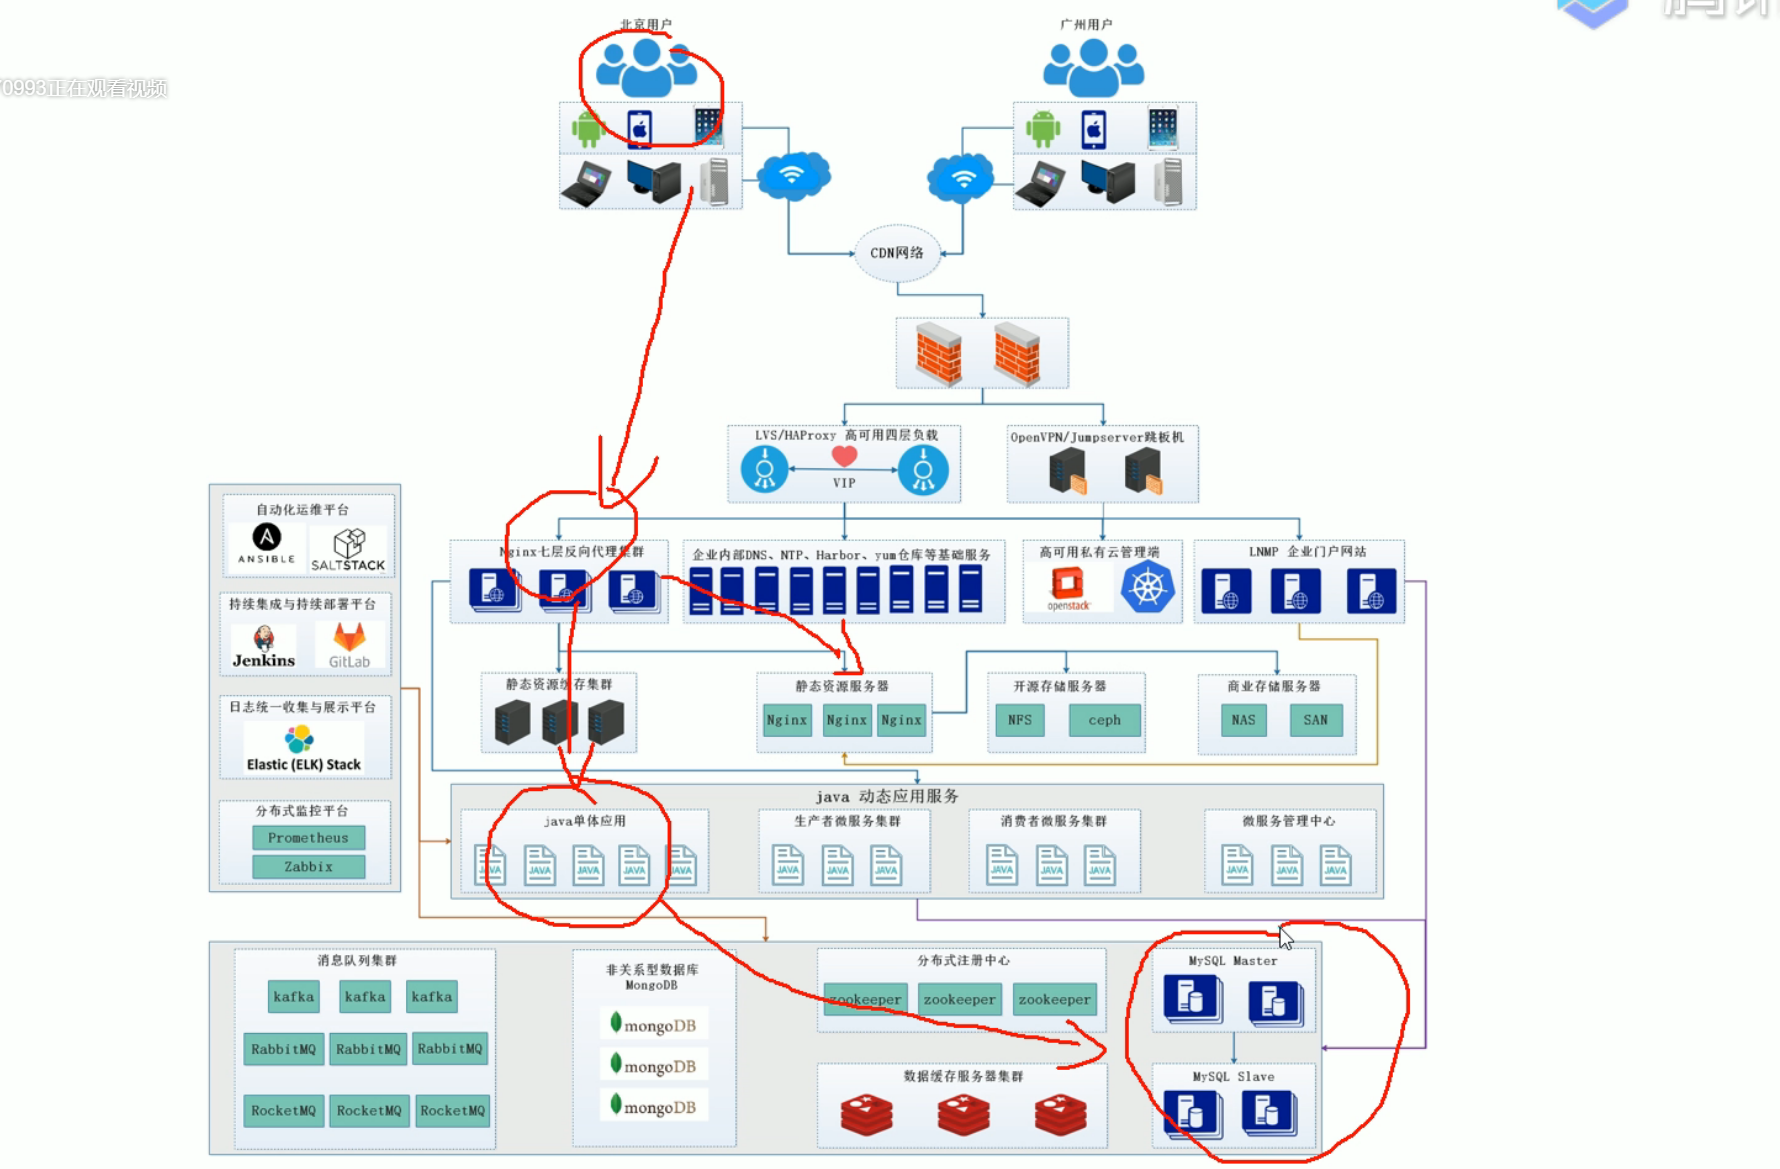 北京用户
广州用户
0993正在观看视频
CDN网络
LVS/HAProxy 高可用四层负载
VIP
OpenVPN/Jumpserver跳板机
自动化运维平台
ANSIBLE
SALTSTACK
持续集成与持续部署平台
Jenkins
GitLab
日志统一收集与展示平台
Elastic (ELK) Stack
分布式监控平台
Prometheus
Zabbix
Nginx七层反向代理集群
企业内部DNS、NTP、Harbor、yum仓库等基础服务
高可用私有云管理端
openstack
LNMP 企业门户网站
静态资源缓存集群
静态资源服务器
Nginx Nginx Nginx
开源存储服务器
NFS ceph
商业存储服务器
NAS SAN
java 动态应用服务
java单体应用
JAVA JAVA JAVA JAVA JAVA
生产者微服务集群
JAVA JAVA JAVA
消费者微服务集群
JAVA JAVA JAVA
微服务管理中心
JAVA JAVA JAVA
消息队列集群
kafka kafka kafka
RabbitMQ RabbitMQ RabbitMQ
RocketMQ RocketMQ RocketMQ
非关系型数据库
MongoDB
mongoDB
mongoDB
mongoDB
分布式注册中心
zookeeper zookeeper zookeeper
数据缓存服务器集群
MySQL Master
MySQL Slave